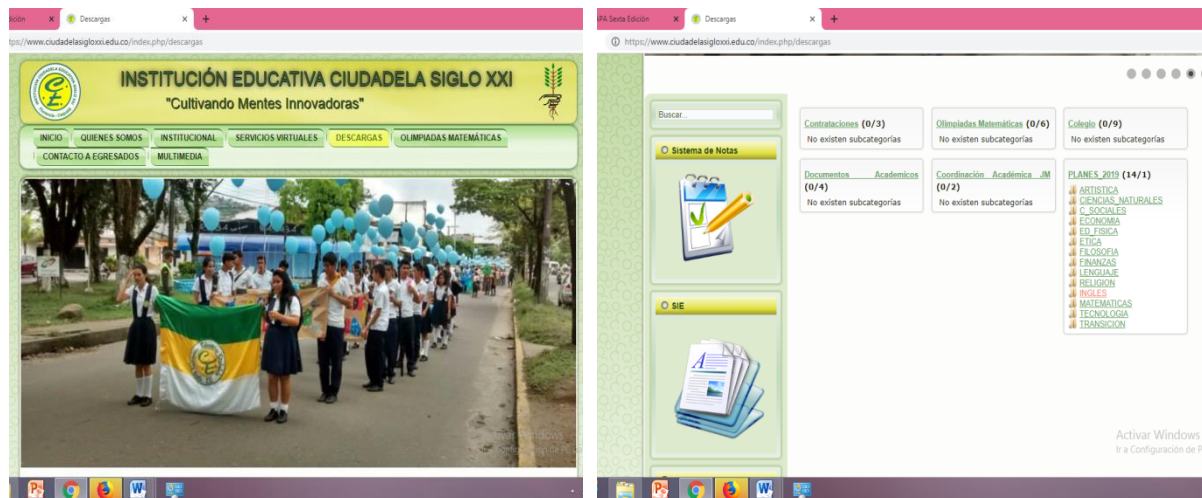 Descargas
https://www.ciudadelasigloxxi.edu.co/index.php/descargas
INSTITUCIÓN EDUCATIVA CIUDADELA SIGLO XXI
"Cultivando Mentes Innovadoras"
INICIO QUIENES SOMOS INSTITUCIONAL SERVICIOS VIRTUALES DESCARGAS OLIMPIADAS MATEMÁTICAS
CONTACTO A EGRESADOS MULTIMEDIA
PA Sexta Edición
Descargas
https://www.ciudadelasigloxxi.edu.co/index.php/descargas
Buscar...
Sistema de Notas
SIE
Contrataciones (0/3)
No existen subcategorías
Olimpiadas Matemáticas (0/6)
No existen subcategorías
Colegio (0/9)
No existen subcategorías
Documentos Academicos
(0/4)
No existen subcategorías
Coordinación Académica JM
(0/2)
No existen subcategorías
PLANES_2019 (14/1)
ARTISTICA
CIENCIAS_NATURALES
C_SOCIALES
ECONOMIA
ED_FISICA
ETICA
FILOSOFIA
FINANZAS
LENGUAJE
RELIGION
INGLES
MATEMATICAS
TECNOLOGIA
TRANSICION
Activar Windows
Ir a Configuración de P